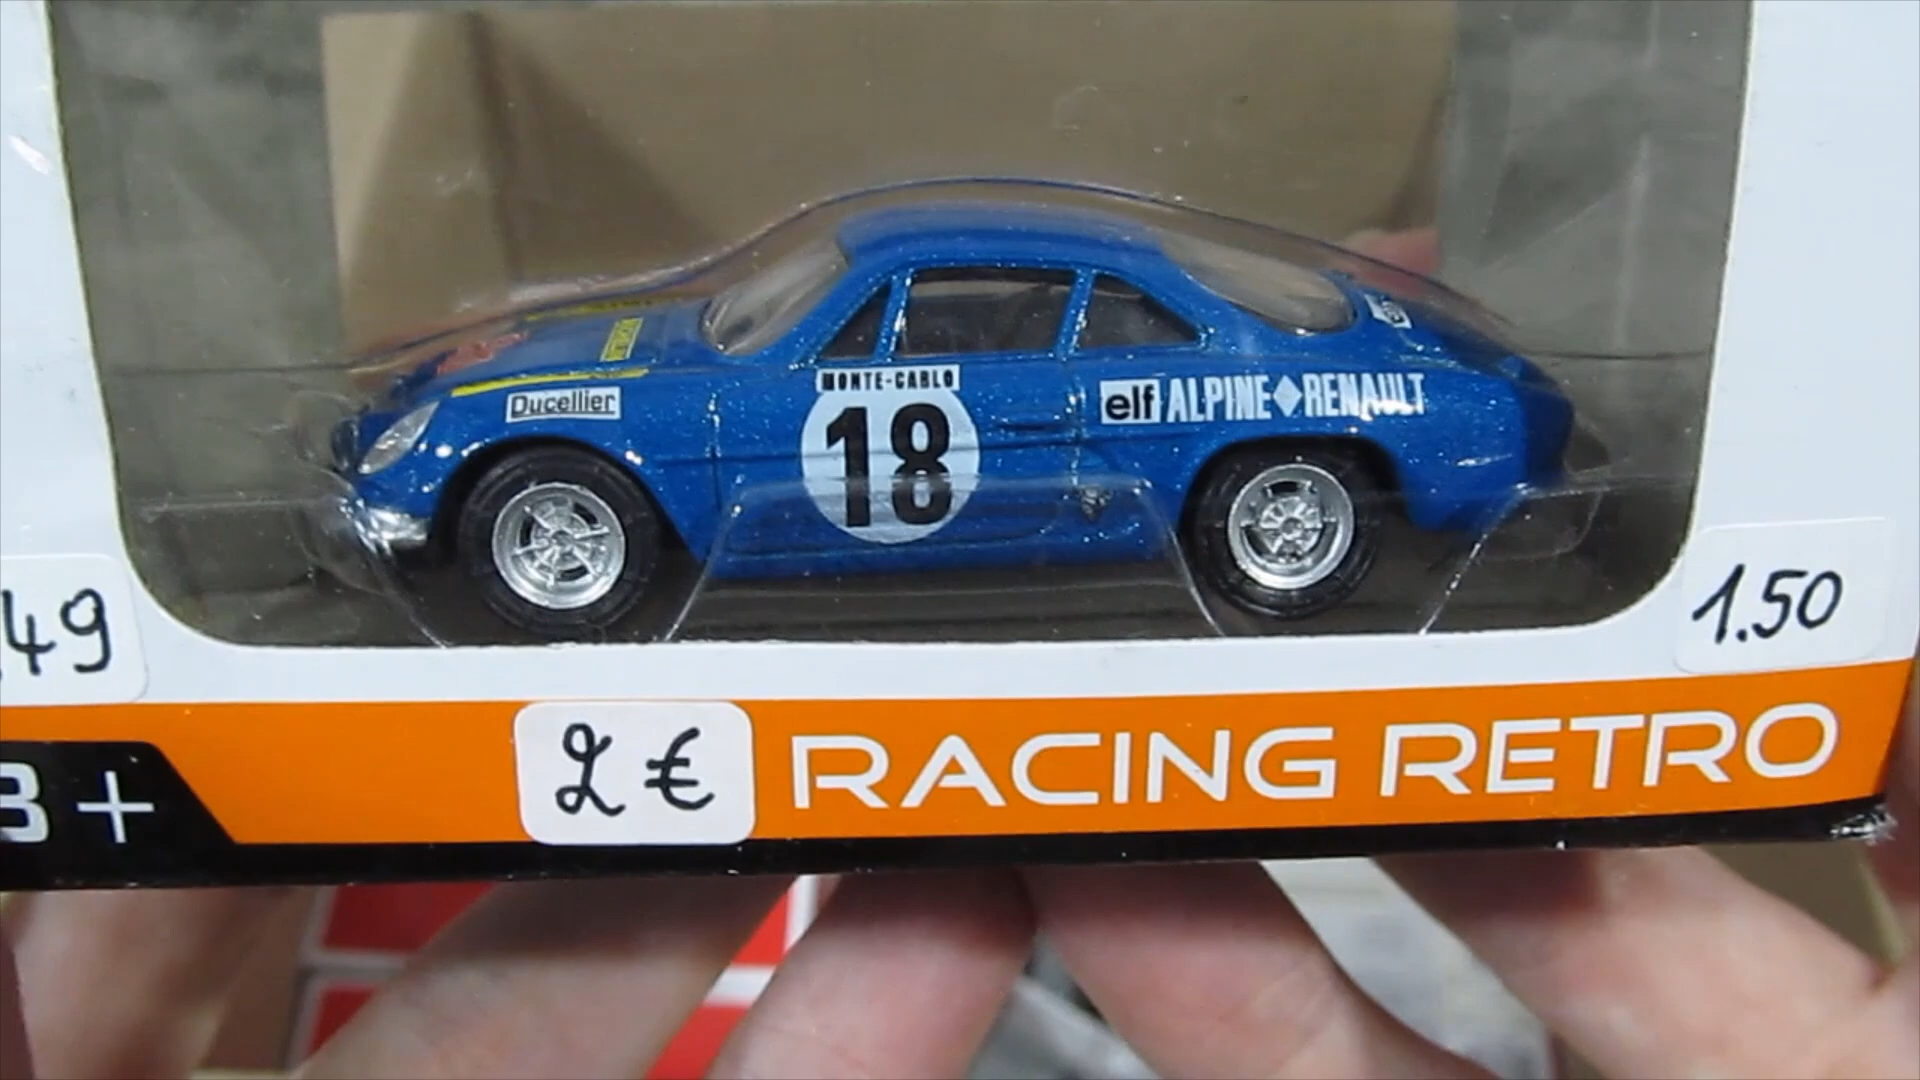 MONTE-CARLO
Ducellier
18
elf ALPINE RENAULT
.49
1.50
2 €
RACING RETRO
3+